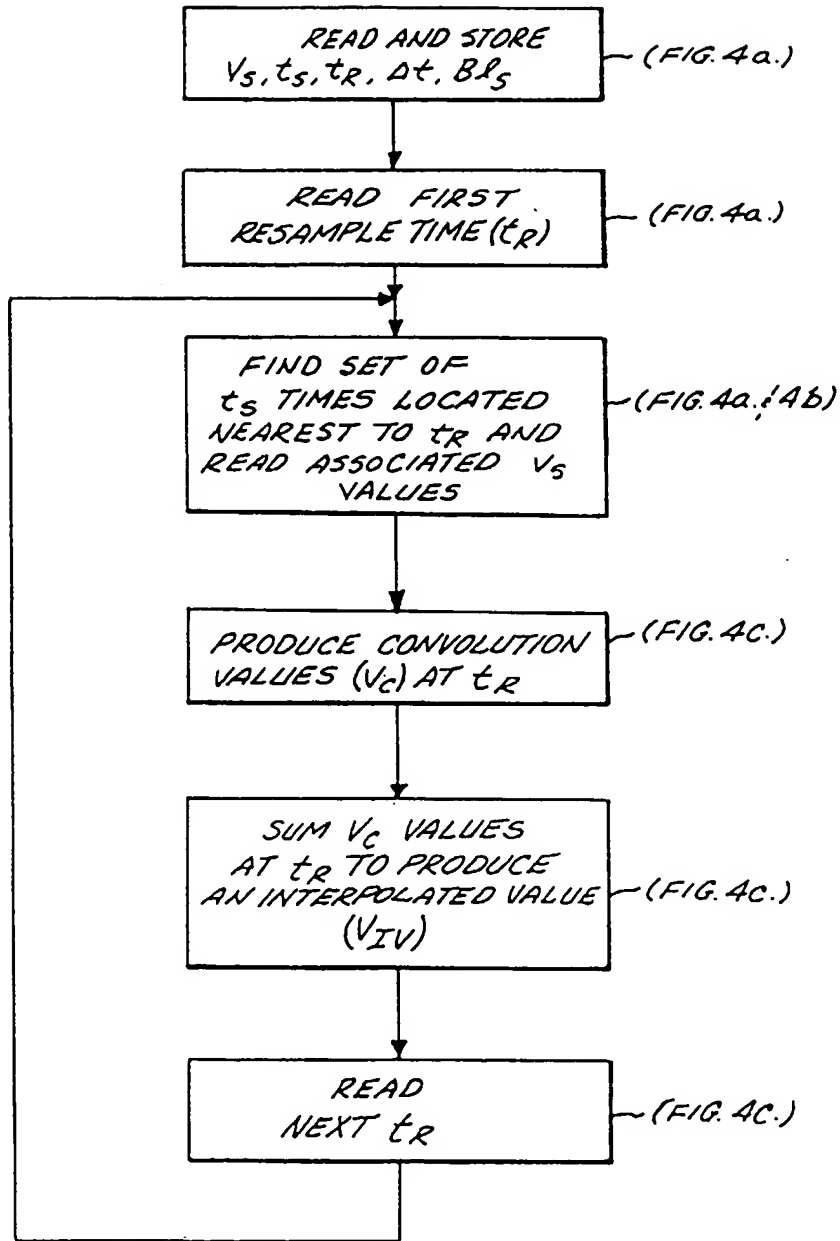 READ AND STORE
VS, tS, tR, Δt, BlS
(FIG. 4a.)
READ FIRST
RESAMPLE TIME (tR)
(FIG. 4a.)
FIND SET OF
tS TIMES LOCATED
NEAREST TO tR AND
READ ASSOCIATED VS
VALUES
(FIG. 4a. & 4b)
PRODUCE CONVOLUTION
VALUES (VC) AT tR
(FIG. 4C.)
SUM VC VALUES
AT tR TO PRODUCE
AN INTERPOLATED VALUE
(VIV)
(FIG. 4C.)
READ
NEXT tR
(FIG. 4C.)